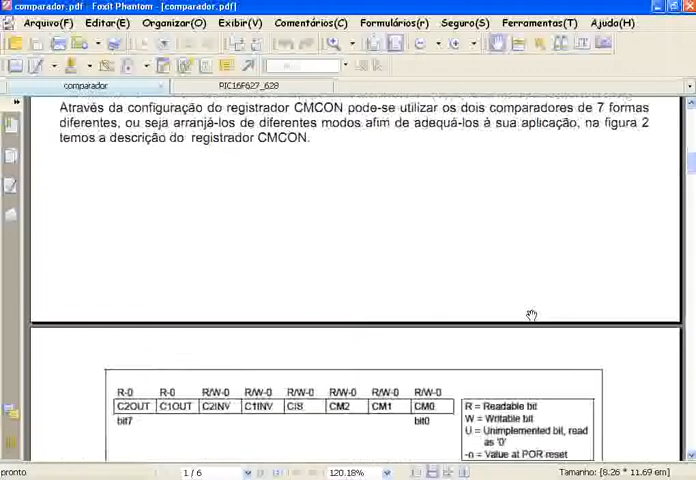 comparador.pdf - Foxit Phantom - [comparador.pdf]
Arquivo(F) Editar(E) Organizar(O) Exibir(V) Comentários(C) Formulários(r) Seguro(S) Ferramentas(T) Ajuda(H)
comparador PIC16F627_628
Através da configuração do registrador CMCON pode-se utilizar os dois comparadores de 7 formas
diferentes, ou seja arranjá-los de diferentes modos afim de adequá-los à sua aplicação, na figura 2
temos a descrição do registrador CMCON.
R-0 R-0 R/W-0 R/W-0 R/W-0 R/W-0 R/W-0 R/W-0
C2OUT C1OUT C2INV C1INV CIS CM2 CM1 CM0
bit7 bit0
R = Readable bit
W = Writable bit
U = Unimplemented bit, read
as '0'
-n = Value at POR reset
pronto 1 / 6 120.18% Tamanho: [8.26 * 11.69 em]